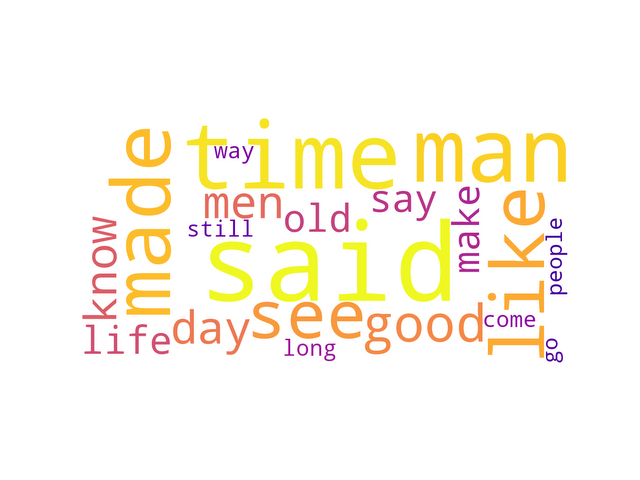 time
man
made
way
men
old
say
make
like
know
still
said
people
see
day
good
come
life
long
go